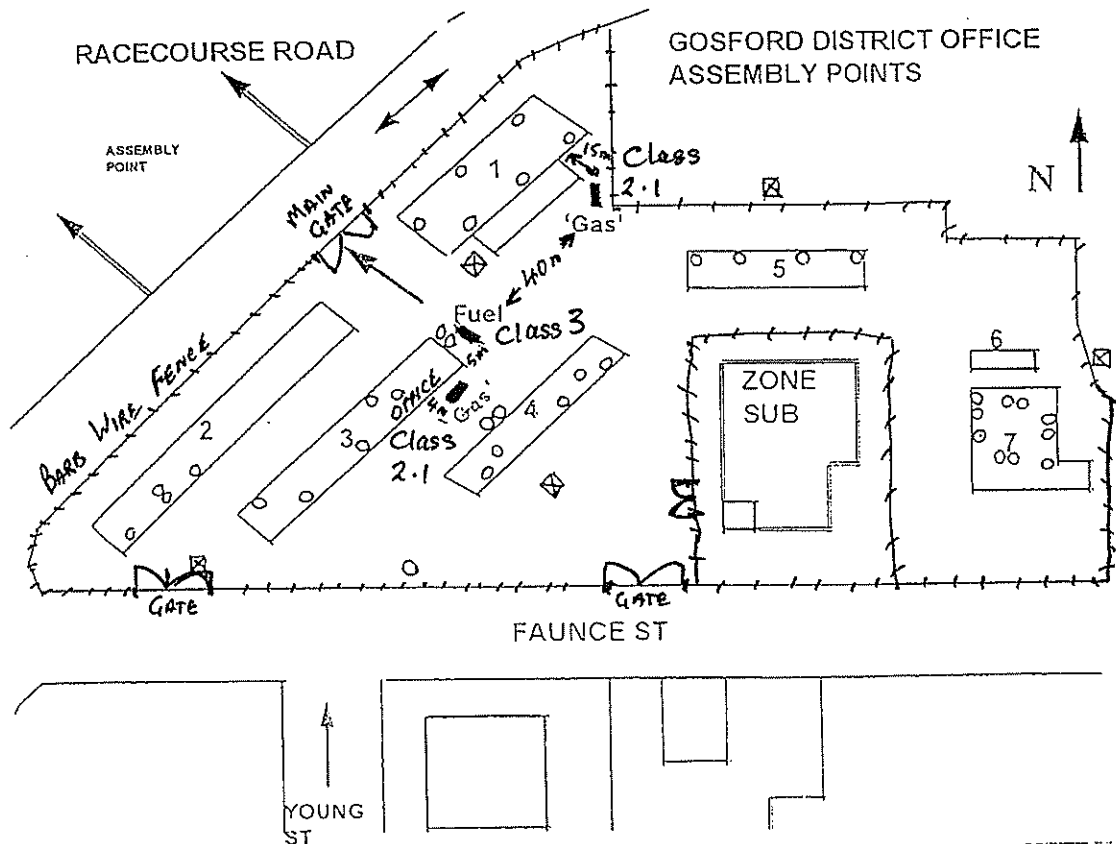 RACECOURSE ROAD
GOSFORD DISTRICT OFFICE
ASSEMBLY POINTS
ASSEMBLY
POINT
N
MAIN
GATE
1
15m
Class
2.1
'Gas'
40m
5
6
7
ZONE
SUB
Fuel
Class 3
5m
OFFICE
4m
'Gas'
Class
2.1
BARB WIRE FENCE
2
3
4
GATE
GATE
FAUNCE ST
YOUNG
ST